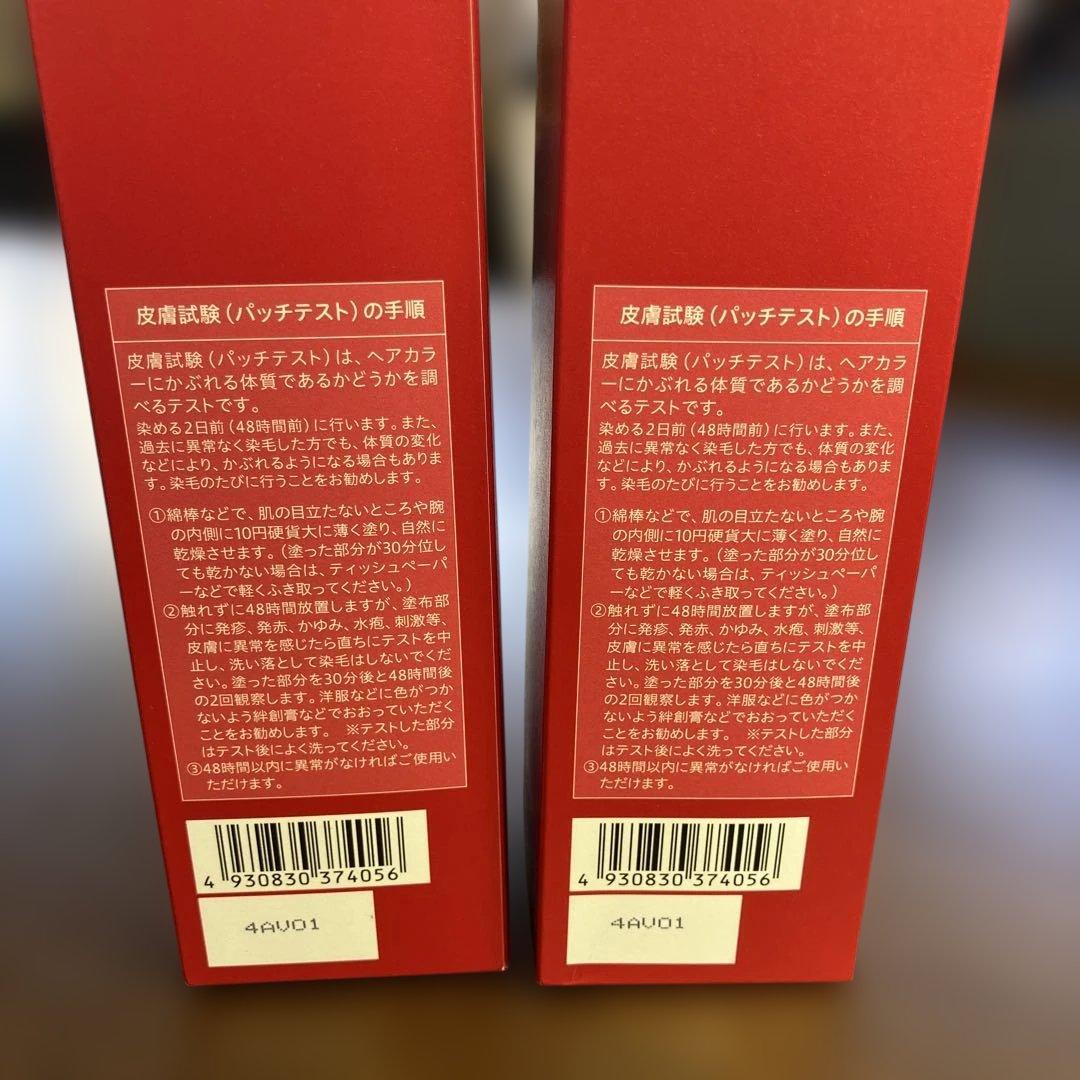 皮膚試験(パッチテスト)の手順
皮膚試験(パッチテスト)は、ヘアカラ
ーにかぶれる体質であるかどうかを調
べるテストです。
染める2日前(48時間前)に行います。また、
過去に異常なく染毛した方でも、体質の変化
などにより、かぶれるようになる場合もありま
す。染毛のたびに行うことをお勧めします。
①綿棒などで、肌の目立たないところや腕
の内側に10円硬貨大に薄く塗り、自然に
乾燥させます。(塗った部分が30分位し
ても乾かない場合は、ティッシュペーパ
ーなどで軽くふき取ってください。)
②触れずに48時間放置しますが、塗布部
分に発疹、発赤、かゆみ、水疱、刺激等、
皮膚に異常を感じたら直ちにテストを中
止し、洗い落として染毛はしないでくだ
さい。塗った部分を30分後と48時間後
の2回観察します。洋服などに色がつか
ないよう絆創膏などでおおっていただく
ことをお勧めします。 ※テストした部分
はテスト後によく洗ってください。
③48時間以内に異常がなければご使用い
ただけます。
4 930830 374056
4AV01
皮膚試験(パッチテスト)の手順
皮膚試験(パッチテスト)は、ヘアカラ
ーにかぶれる体質であるかどうかを調
べるテストです。
染める2日前(48時間前)に行います。また、
過去に異常なく染毛した方でも、体質の変化
などにより、かぶれるようになる場合もありま
す。染毛のたびに行うことをお勧めします。
①綿棒などで、肌の目立たないところや腕
の内側に10円硬貨大に薄く塗り、自然に
乾燥させます。(塗った部分が30分位し
ても乾かない場合は、ティッシュペーパ
ーなどで軽くふき取ってください。)
②触れずに48時間放置しますが、塗布部
分に発疹、発赤、かゆみ、水疱、刺激等、
皮膚に異常を感じたら直ちにテストを中
止し、洗い落として染毛はしないでくだ
さい。塗った部分を30分後と48時間後
の2回観察します。洋服などに色がつか
ないよう絆創膏などでおおっていただく
ことをお勧めします。 ※テストした部分
はテスト後によく洗ってください。
③48時間以内に異常がなければご使用い
ただけます。
4 930830 374056
4AV01